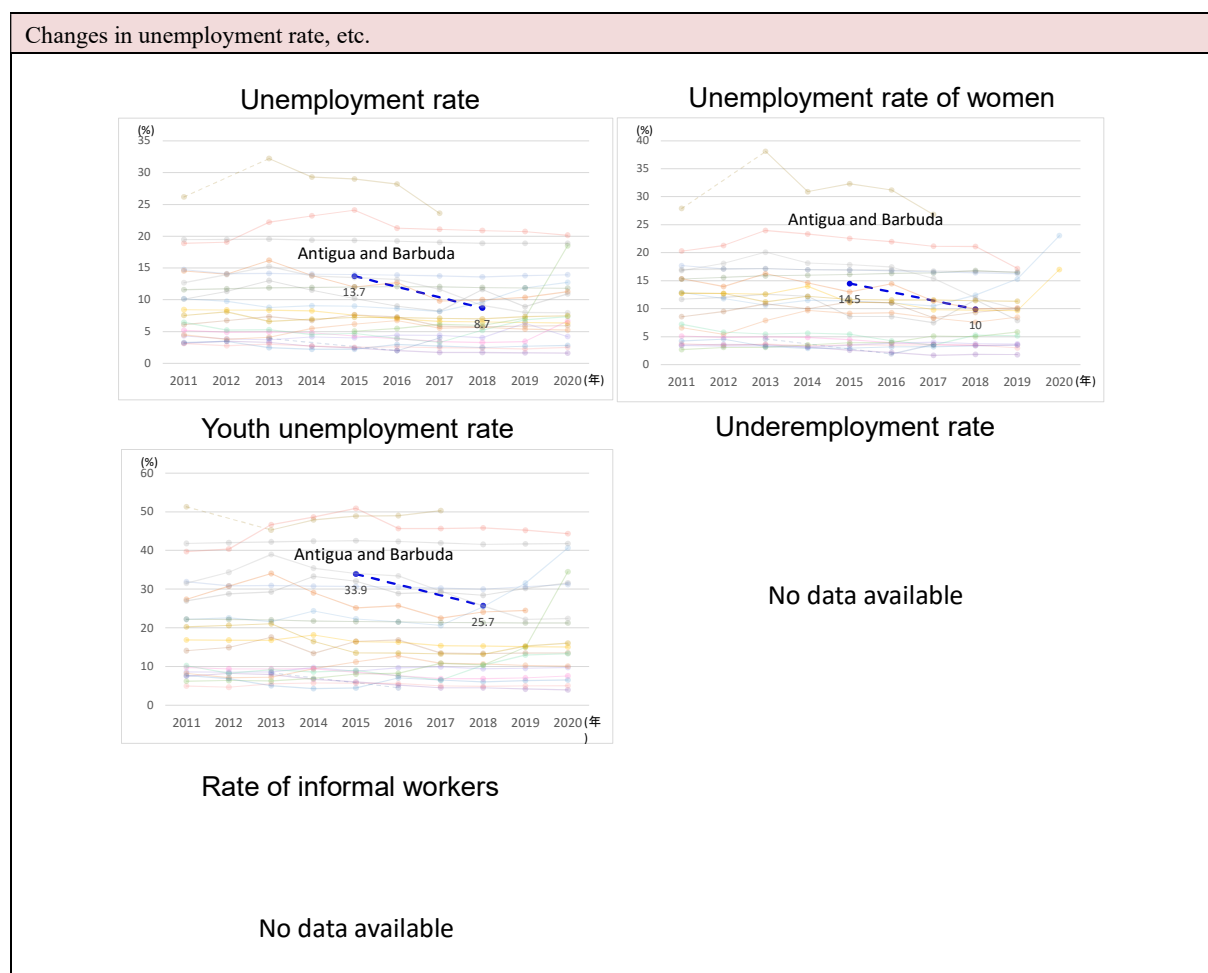 Changes in unemployment rate, etc.
Unemployment rate
(%)
35
30
25
20
15
10
5
0
Antigua and Barbuda
13.7
8.7
2011 2012 2013 2014 2015 2016 2017 2018 2019 2020 (年)
Unemployment rate of women
(%)
40
35
30
25
20
15
10
5
0
Antigua and Barbuda
14.5
10
2011 2012 2013 2014 2015 2016 2017 2018 2019 2020 (年)
Youth unemployment rate
(%)
60
50
40
30
20
10
0
Antigua and Barbuda
33.9
25.7
2011 2012 2013 2014 2015 2016 2017 2018 2019 2020 (年
)
Underemployment rate
No data available
Rate of informal workers
No data available